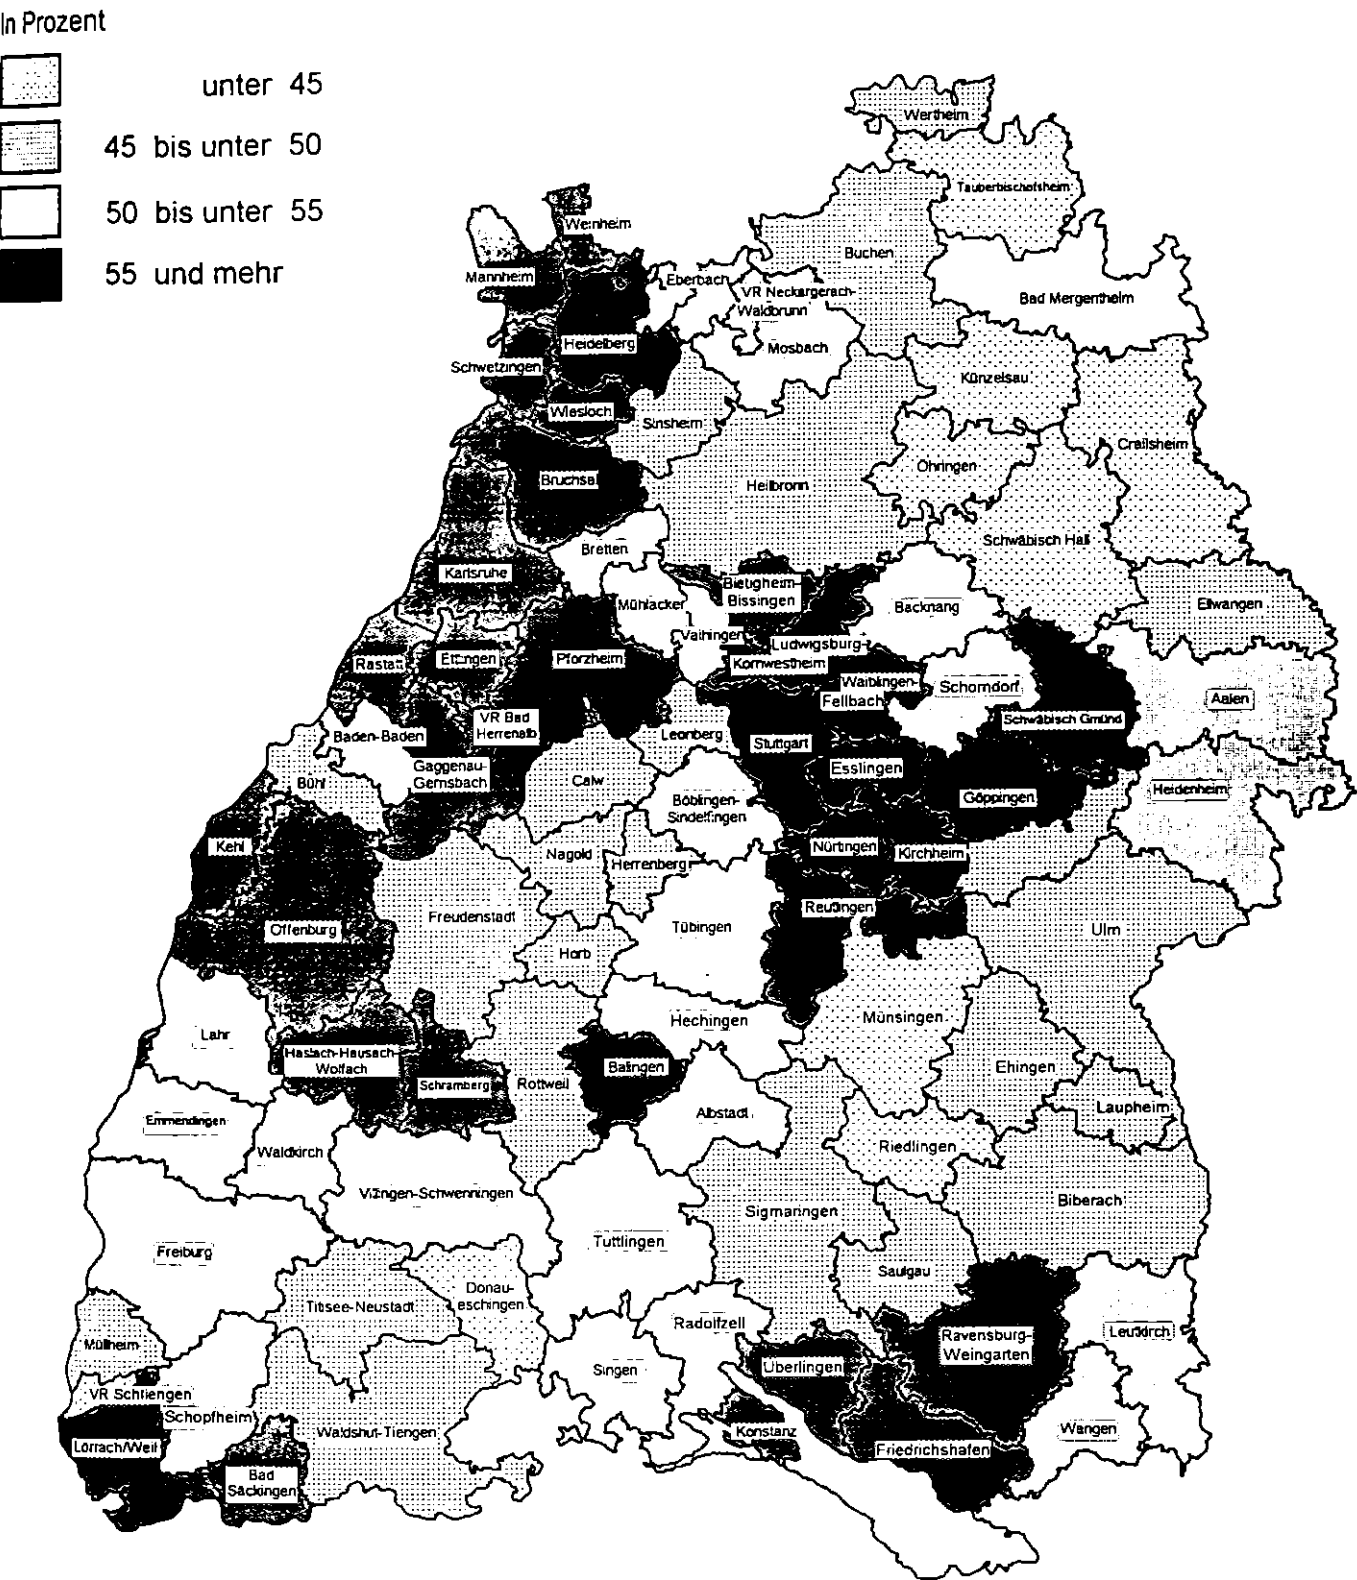 In Prozent
unter 45
45 bis unter 50
50 bis unter 55
55 und mehr
Wertheim
Tauberbischofsheim
Weinheim
Buchen
Mannheim
Eberbach
VR Neckargerach-
Waldbrunn
Bad Mergentheim
Heidelberg
Mosbach
Schwetzingen
Künzelsau
Wiesloch
Sinsheim
Crailsheim
Öhringen
Bruchsal
Heilbronn
Schwäbisch Hall
Bretten
Karlsruhe
Bietigheim-
Bissingen
Mühlacker
Backnang
Ellwangen
Vaihingen
Ludwigsburg-
Kornwestheim
Rastatt
Ettlingen
Pforzheim
Waiblingen-
Fellbach
Schorndorf
Aalen
VR Bad
Herrenalb
Schwäbisch Gmünd
Baden-Baden
Leonberg
Stuttgart
Gaggenau-
Gernsbach
Esslingen
Bühl
Calw
Heidenheim
Böblingen-
Sindelfingen
Göppingen
Kehl
Nagold
Herrenberg
Nürtingen
Kirchheim
Reutlingen
Freudenstadt
Offenburg
Tübingen
Ulm
Horb
Münsingen
Hechingen
Lahr
Haslach-Hausach-
Wolfach
Balingen
Ehingen
Schramberg
Rottweil
Laupheim
Emmendingen
Albstadt
Waldkirch
Riedlingen
Villingen-Schwenningen
Biberach
Sigmaringen
Freiburg
Tuttlingen
Saulgau
Donau-
eschingen
Titisee-Neustadt
Radolfzell
Leutkirch
Müllheim
Ravensburg-
Weingarten
Singen
Überlingen
VR Schliengen
Schopfheim
Waldshut-Tiengen
Konstanz
Wangen
Lörrach/Weil
Friedrichshafen
Bad
Säckingen